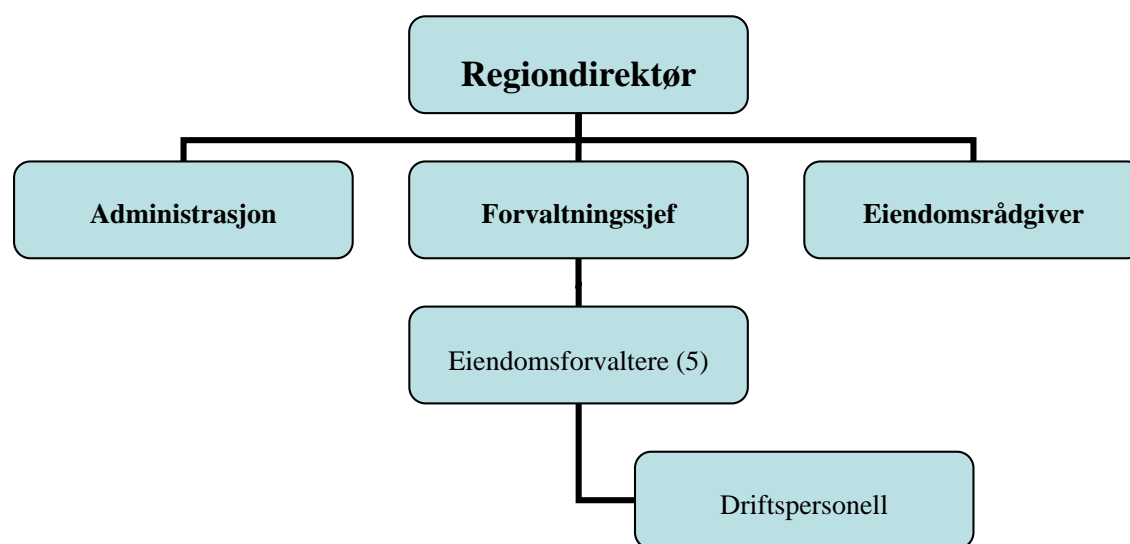 Regiondirektør
Administrasjon
Forvaltningssjef
Eiendomsrådgiver
Eiendomsforvaltere (5)
Driftspersonell